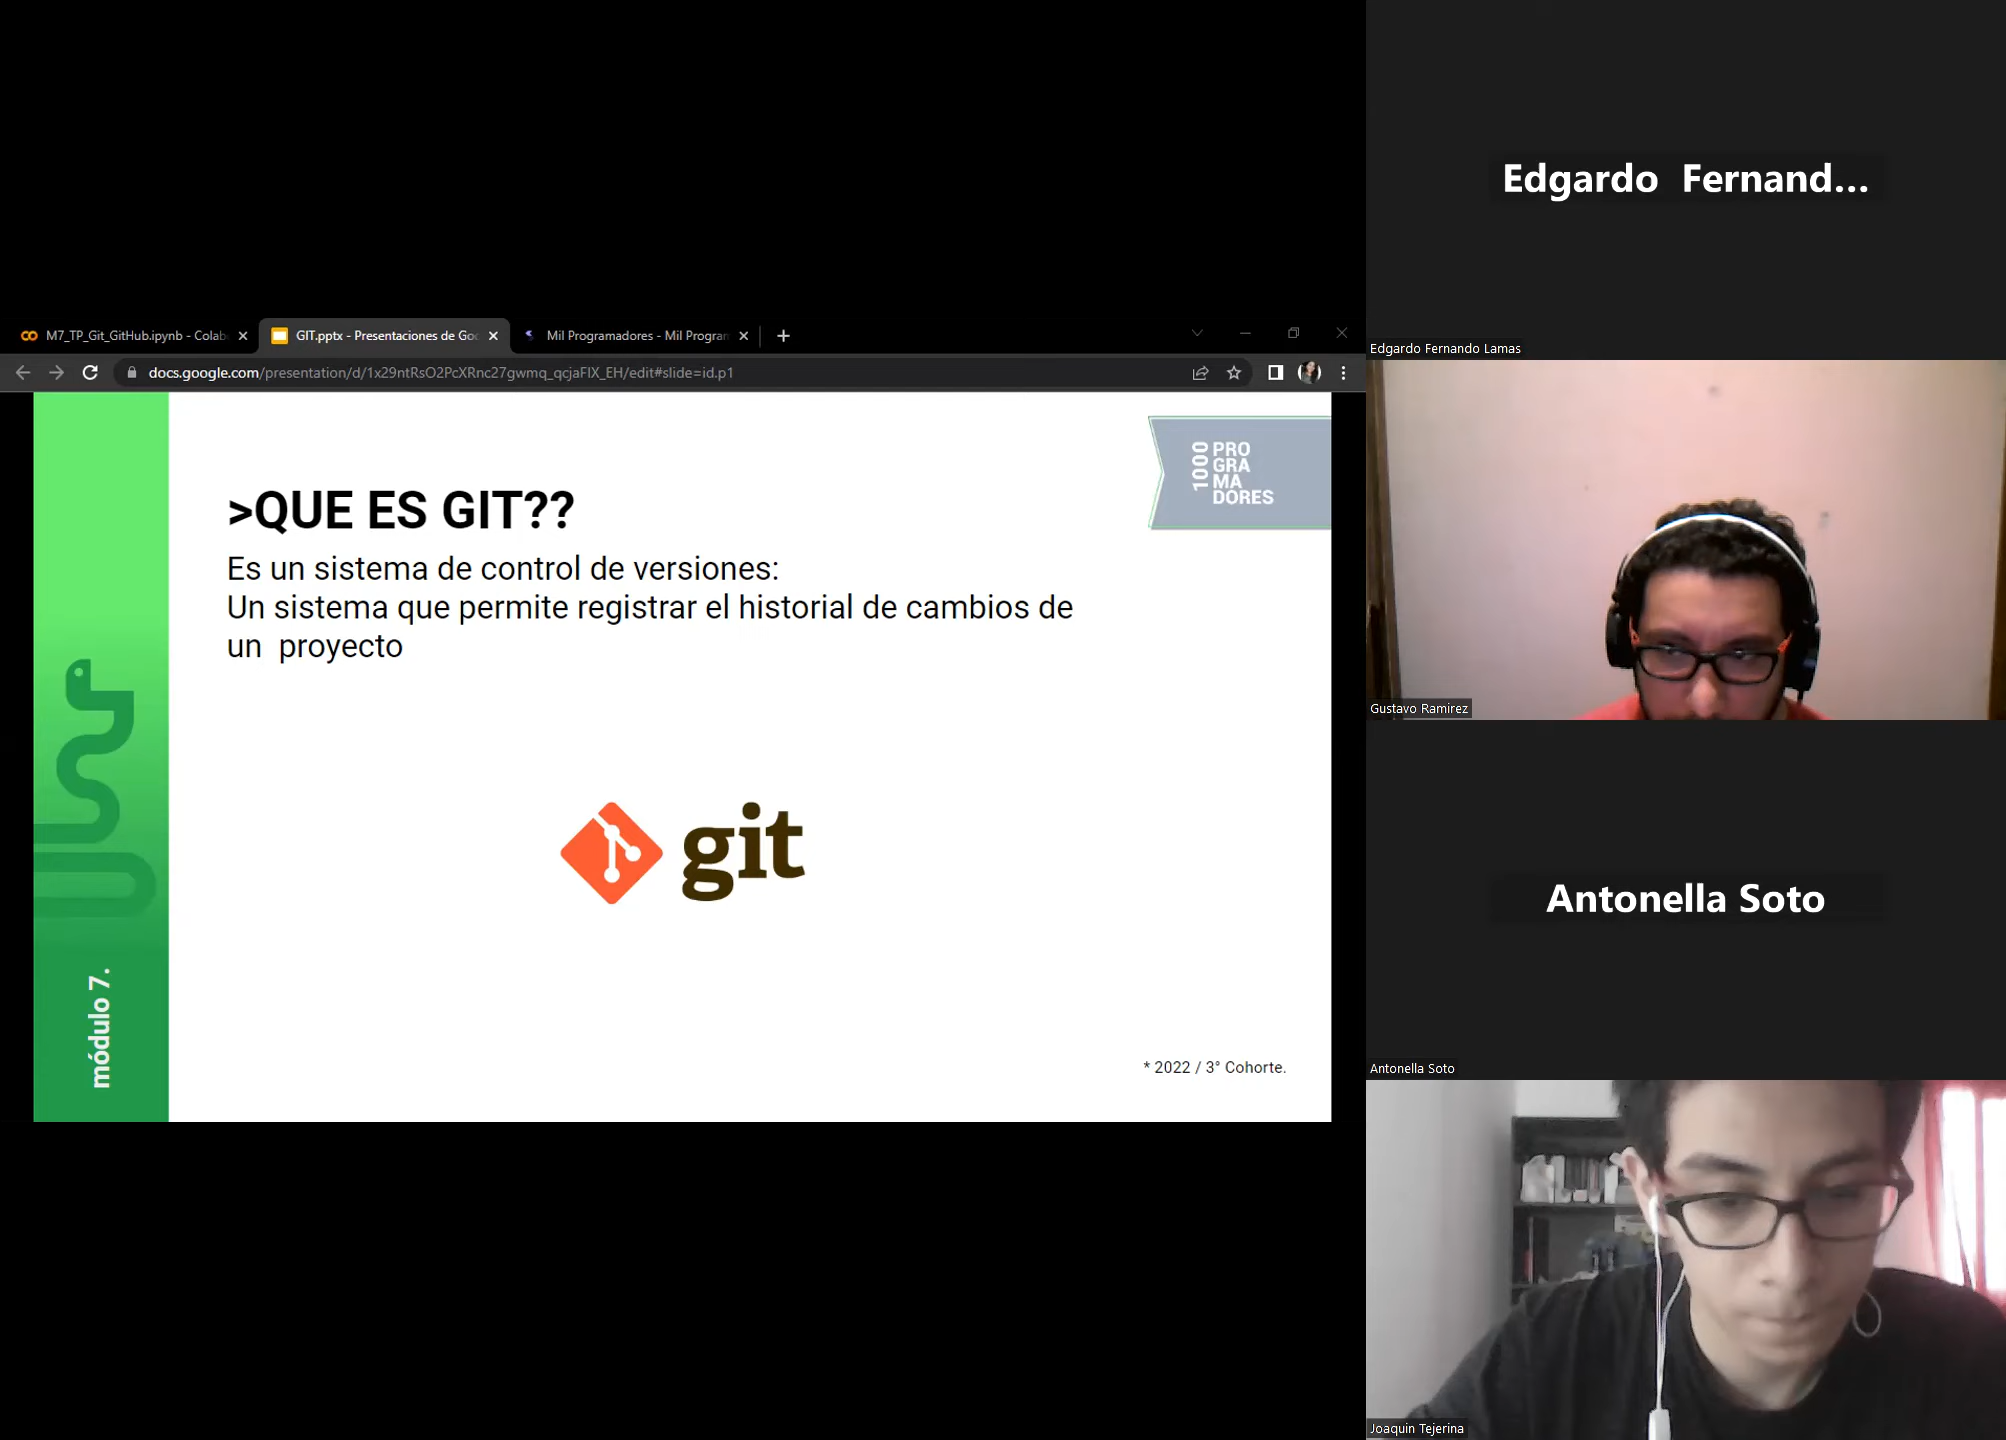 M7_TP_Git_GitHub.ipynb - Colab
GIT.pptx - Presentaciones de Goo
Mil Programadores - Mil Program
docs.google.com/presentation/d/1x29ntRsO2PcXRnc27gwmq_qcjaFIX_EH/edit#slide=id.p1
1000
PRO
GRA
MA
DORES
>QUE ES GIT??
Es un sistema de control de versiones:
Un sistema que permite registrar el historial de cambios de
un proyecto
git
módulo 7.
* 2022 / 3° Cohorte.
Edgardo Fernand...
Edgardo Fernando Lamas
Gustavo Ramirez
Antonella Soto
Antonella Soto
Joaquin Tejerina